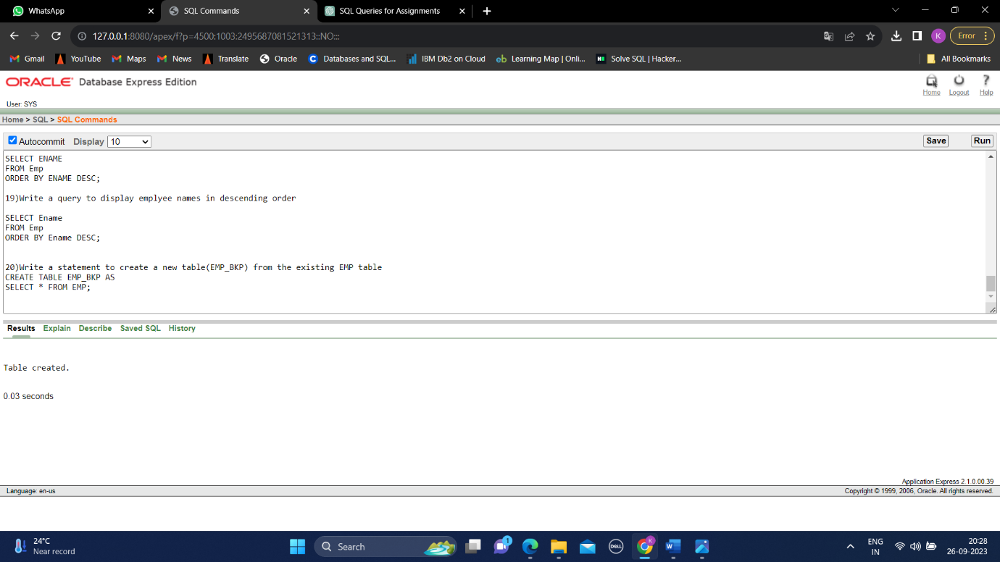 WhatsApp
SQL Commands
SQL Queries for Assignments
127.0.0.1:8080/apex/f?p=4500:1003:2495687081521313::NO:::
K
Error
Gmail
YouTube
Maps
News
Translate
Oracle
Databases and SQL...
IBM Db2 on Cloud
Learning Map | Onli...
Solve SQL | Hacker...
All Bookmarks
ORACLE Database Express Edition
Home
Logout
Help
User: SYS
Home > SQL > SQL Commands
Autocommit Display 10
Save
Run
SELECT ENAME
FROM Emp
ORDER BY ENAME DESC;
19)Write a query to display emplyee names in descending order
SELECT Ename
FROM Emp
ORDER BY Ename DESC;
20)Write a statement to create a new table(EMP_BKP) from the existing EMP table
CREATE TABLE EMP_BKP AS
SELECT * FROM EMP;
Results Explain Describe Saved SQL History
Table created.
0.03 seconds
Application Express 2.1.0.00.39
Language: en-us
Copyright © 1999, 2006, Oracle. All rights reserved.
24°C
Near record
Search
1
DELL
K
W
ENG
IN
20:28
26-09-2023